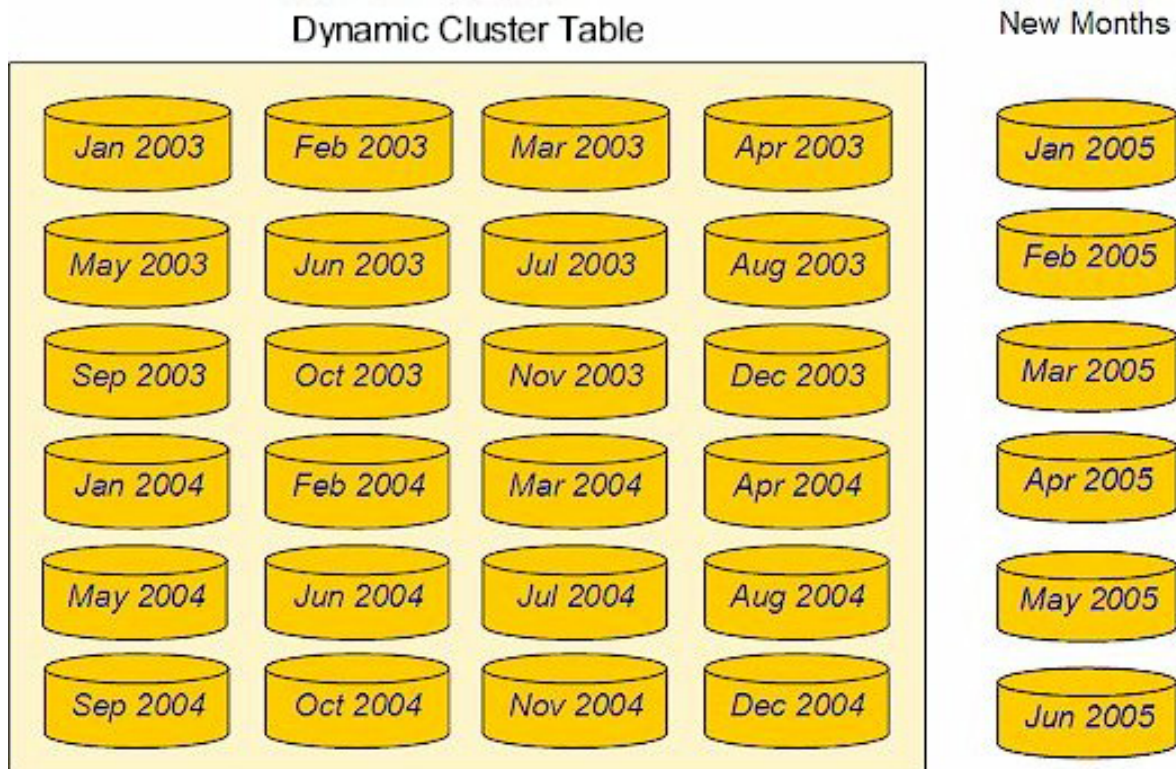 Dynamic Cluster Table
New Months
Jan 2003
Feb 2003
Mar 2003
Apr 2003
Jan 2005
May 2003
Jun 2003
Jul 2003
Aug 2003
Feb 2005
Sep 2003
Oct 2003
Nov 2003
Dec 2003
Mar 2005
Jan 2004
Feb 2004
Mar 2004
Apr 2004
Apr 2005
May 2004
Jun 2004
Jul 2004
Aug 2004
May 2005
Sep 2004
Oct 2004
Nov 2004
Dec 2004
Jun 2005